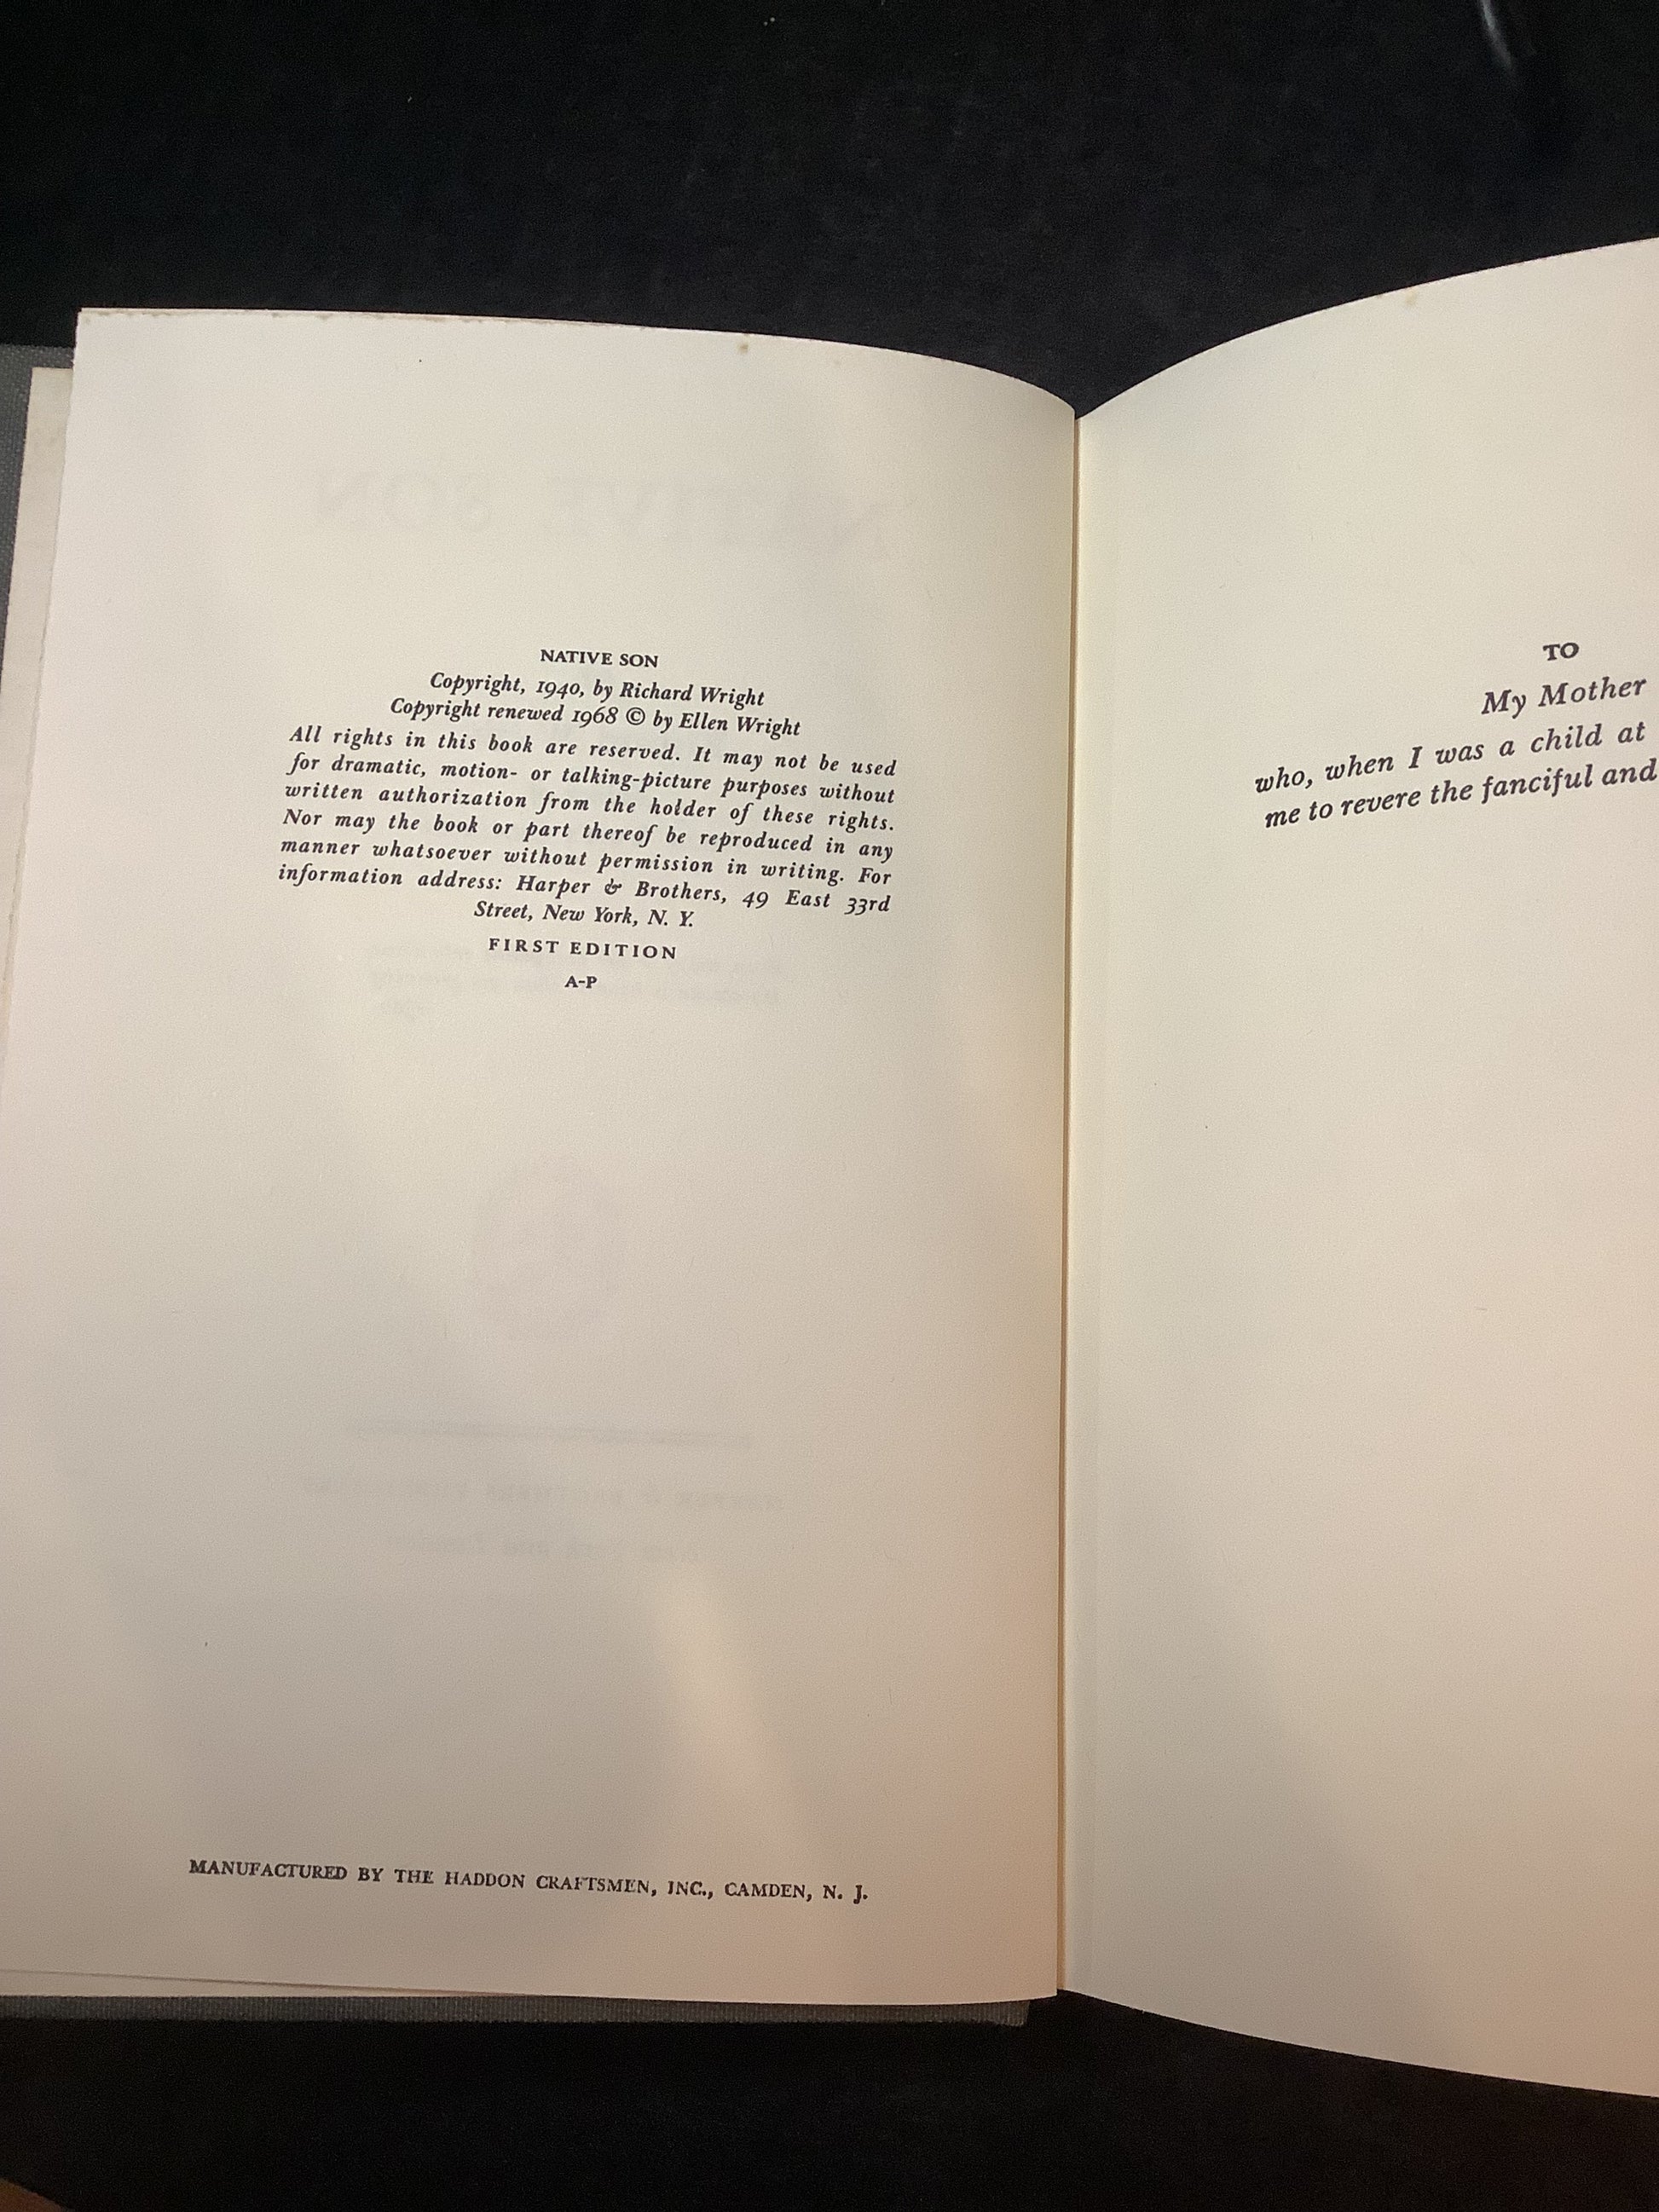 NATIVE SON
Copyright, 1940, by Richard Wright
Copyright renewed 1968 © by Ellen Wright
All rights in this book are reserved. It may not be used
for dramatic, motion- or talking-picture purposes without
written authorization from the holder of these rights.
Nor may the book or part thereof be reproduced in any
manner whatsoever without permission in writing. For
information address: Harper & Brothers, 49 East 33rd
Street, New York, N. Y.
FIRST EDITION
A-P
MANUFACTURED BY THE HADDON CRAFTSMEN, INC., CAMDEN, N. J.
TO
My Mother
who, when I was a child at
me to revere the fanciful and